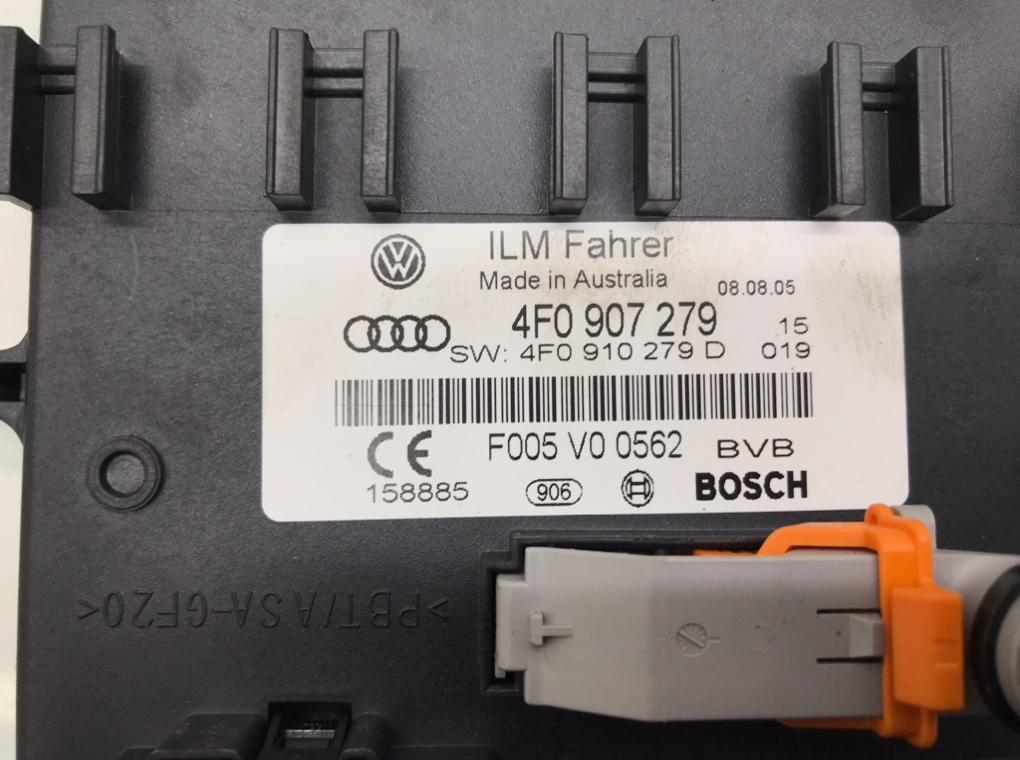 ILM Fahrer
Made in Australia 08.08.05
4F0 907 279 15
SW: 4F0 910 279 D 019
F005 V0 0562 BVB
158885 906 BOSCH
>PBT/ASA-GF20<